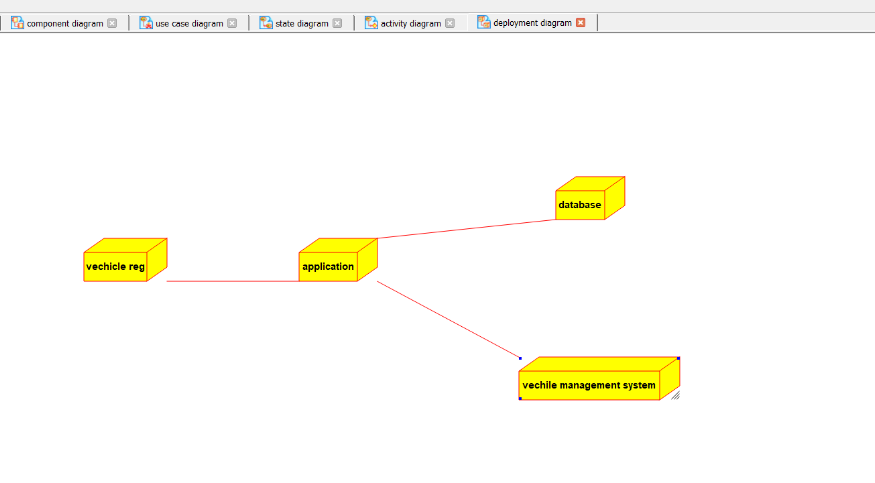 component diagram
use case diagram
state diagram
activity diagram
deployment diagram
database
vechicle reg
application
vechile management system